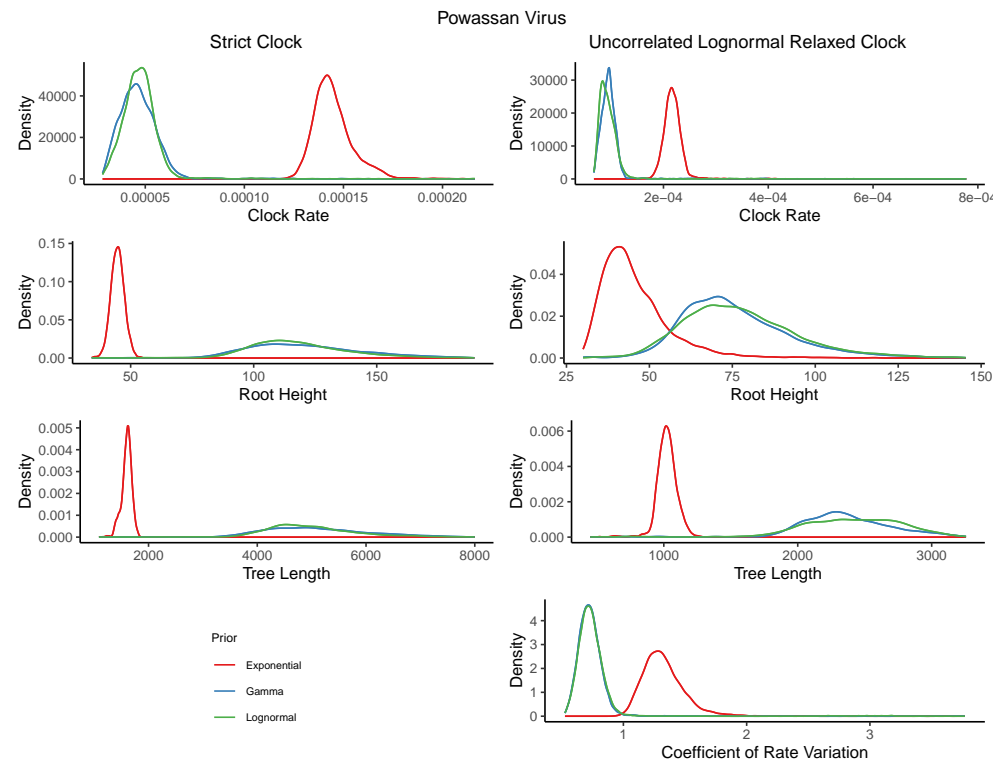 Powassan Virus
Strict Clock
Uncorrelated Lognormal Relaxed Clock
Density
40000
20000
0
0.00005
0.00010
0.00015
0.00020
Clock Rate
Density
30000
20000
10000
0
2e−04
4e−04
6e−04
8e−04
Clock Rate
Density
0.15
0.10
0.05
0.00
50
100
150
Root Height
Density
0.04
0.02
0.00
25
50
75
100
125
150
Root Height
Density
0.005
0.004
0.003
0.002
0.001
0.000
2000
4000
6000
8000
Tree Length
Density
0.006
0.004
0.002
0.000
1000
2000
3000
Tree Length
Prior
Exponential
Gamma
Lognormal
Density
4
3
2
1
0
1
2
3
Coefficient of Rate Variation